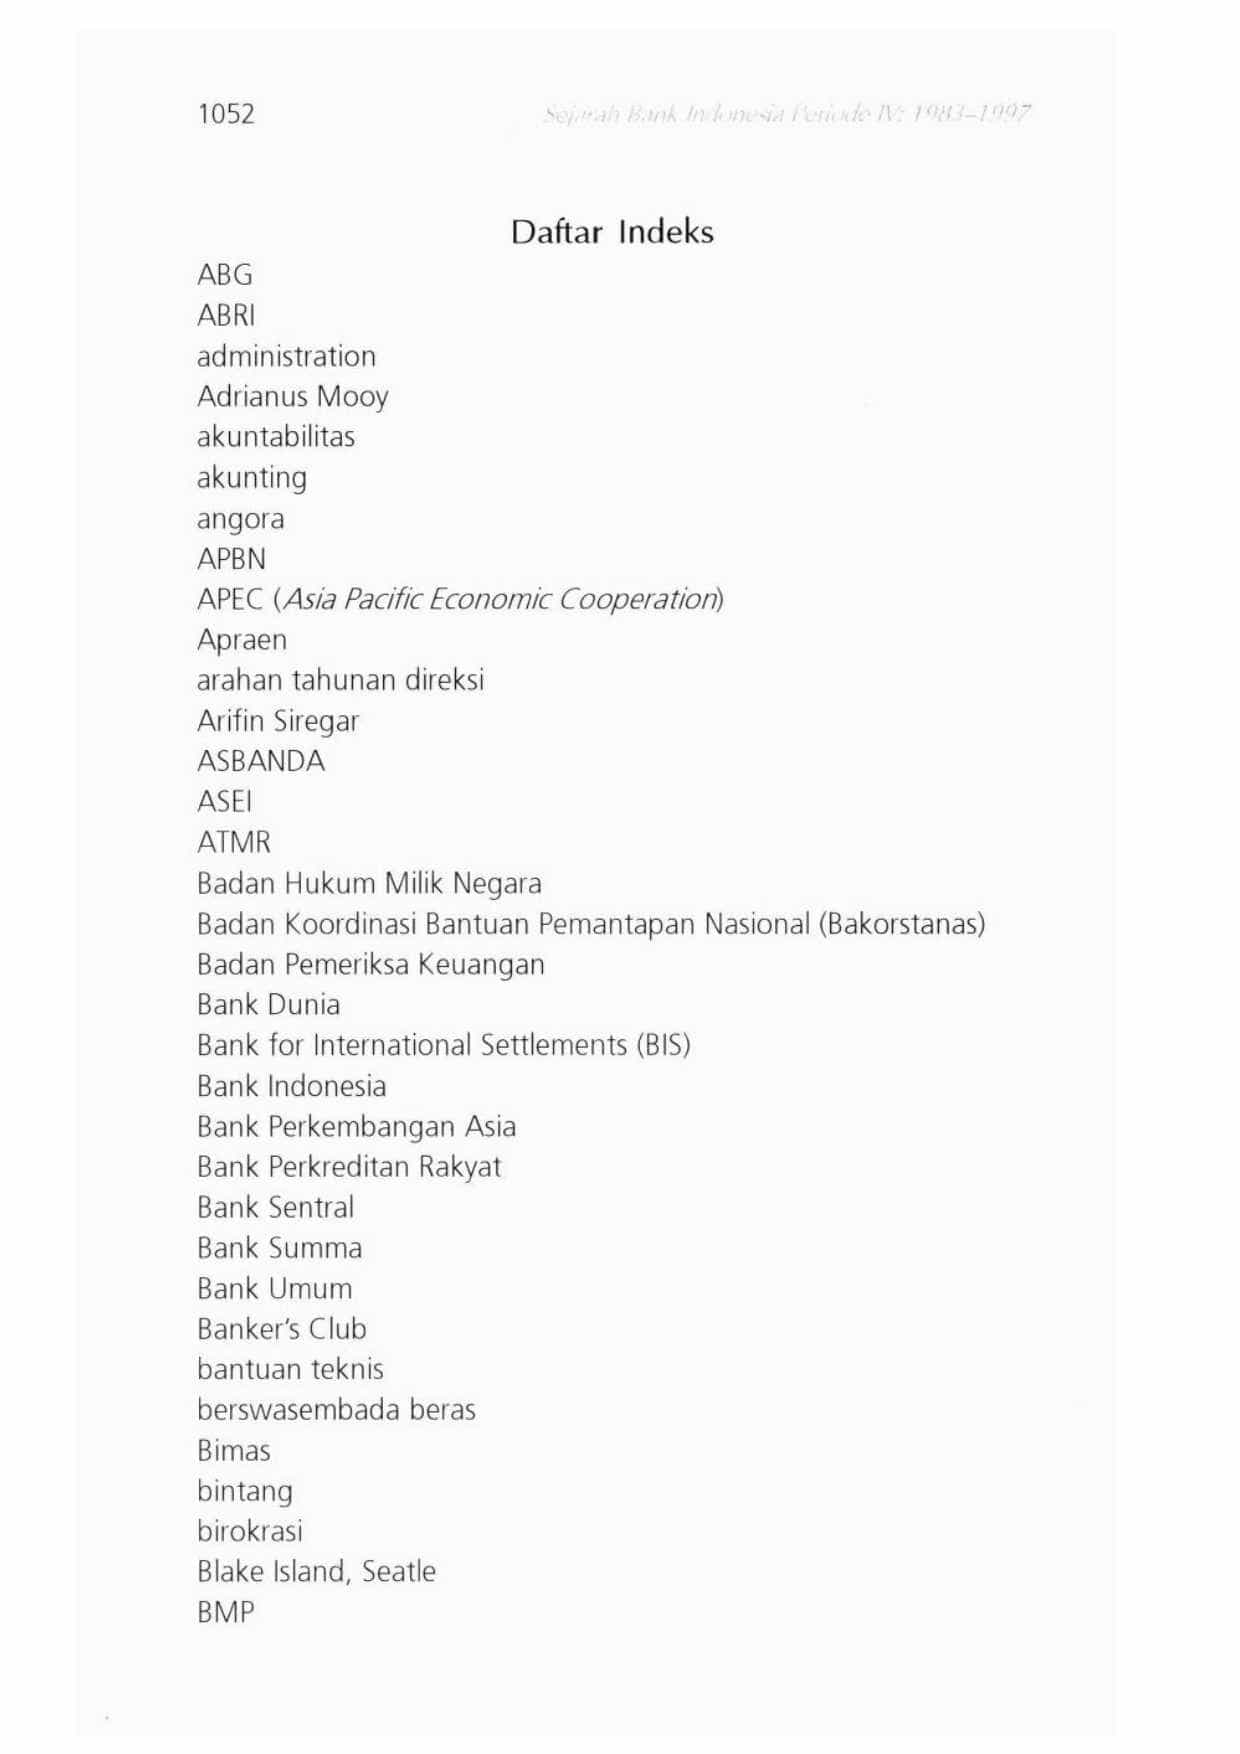 1052
Sejarah Bank Indonesia Periode IV: 1983–1997
Daftar Indeks
ABG
ABRI
administration
Adrianus Mooy
akuntabilitas
akunting
angora
APBN
APEC (Asia Pacific Economic Cooperation)
Apraen
arahan tahunan direksi
Arifin Siregar
ASBANDA
ASEI
ATMR
Badan Hukum Milik Negara
Badan Koordinasi Bantuan Pemantapan Nasional (Bakorstanas)
Badan Pemeriksa Keuangan
Bank Dunia
Bank for International Settlements (BIS)
Bank Indonesia
Bank Perkembangan Asia
Bank Perkreditan Rakyat
Bank Sentral
Bank Summa
Bank Umum
Banker’s Club
bantuan teknis
berswasembada beras
Bimas
bintang
birokrasi
Blake Island, Seatle
BMP